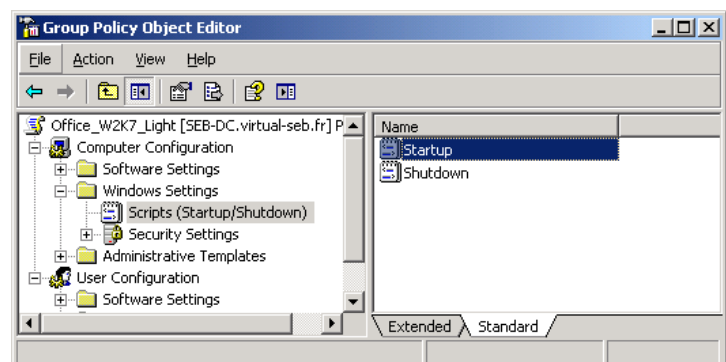 Group Policy Object Editor
File Action View Help
Office_W2K7_Light [SEB-DC.virtual-seb.fr] P
Computer Configuration
Software Settings
Windows Settings
Scripts (Startup/Shutdown)
Security Settings
Administrative Templates
User Configuration
Software Settings
Name
Startup
Shutdown
Extended Standard